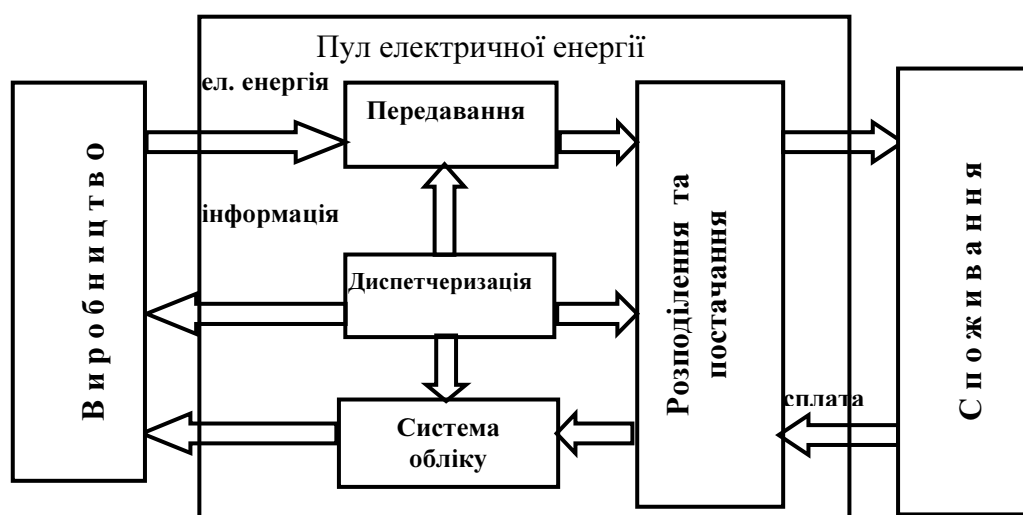 Пул електричної енергії
ел. енергія
Передавання
Виробництво
інформація
Диспетчеризація
Розподілення та
постачання
Споживання
сплата
Система
обліку